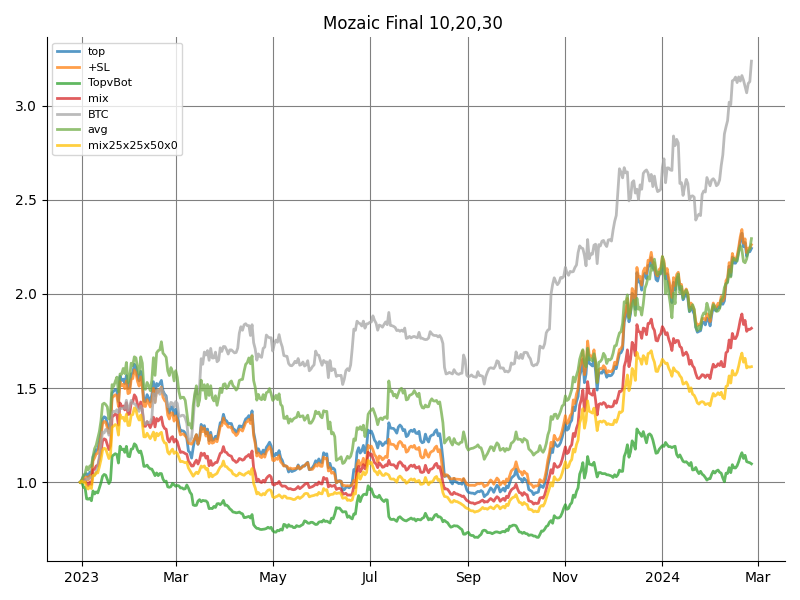 Mozaic Final 10,20,30
top
+SL
TopvBot
mix
BTC
avg
mix25x25x50x0
3.0
2.5
2.0
1.5
1.0
2023 Mar May Jul Sep Nov 2024 Mar